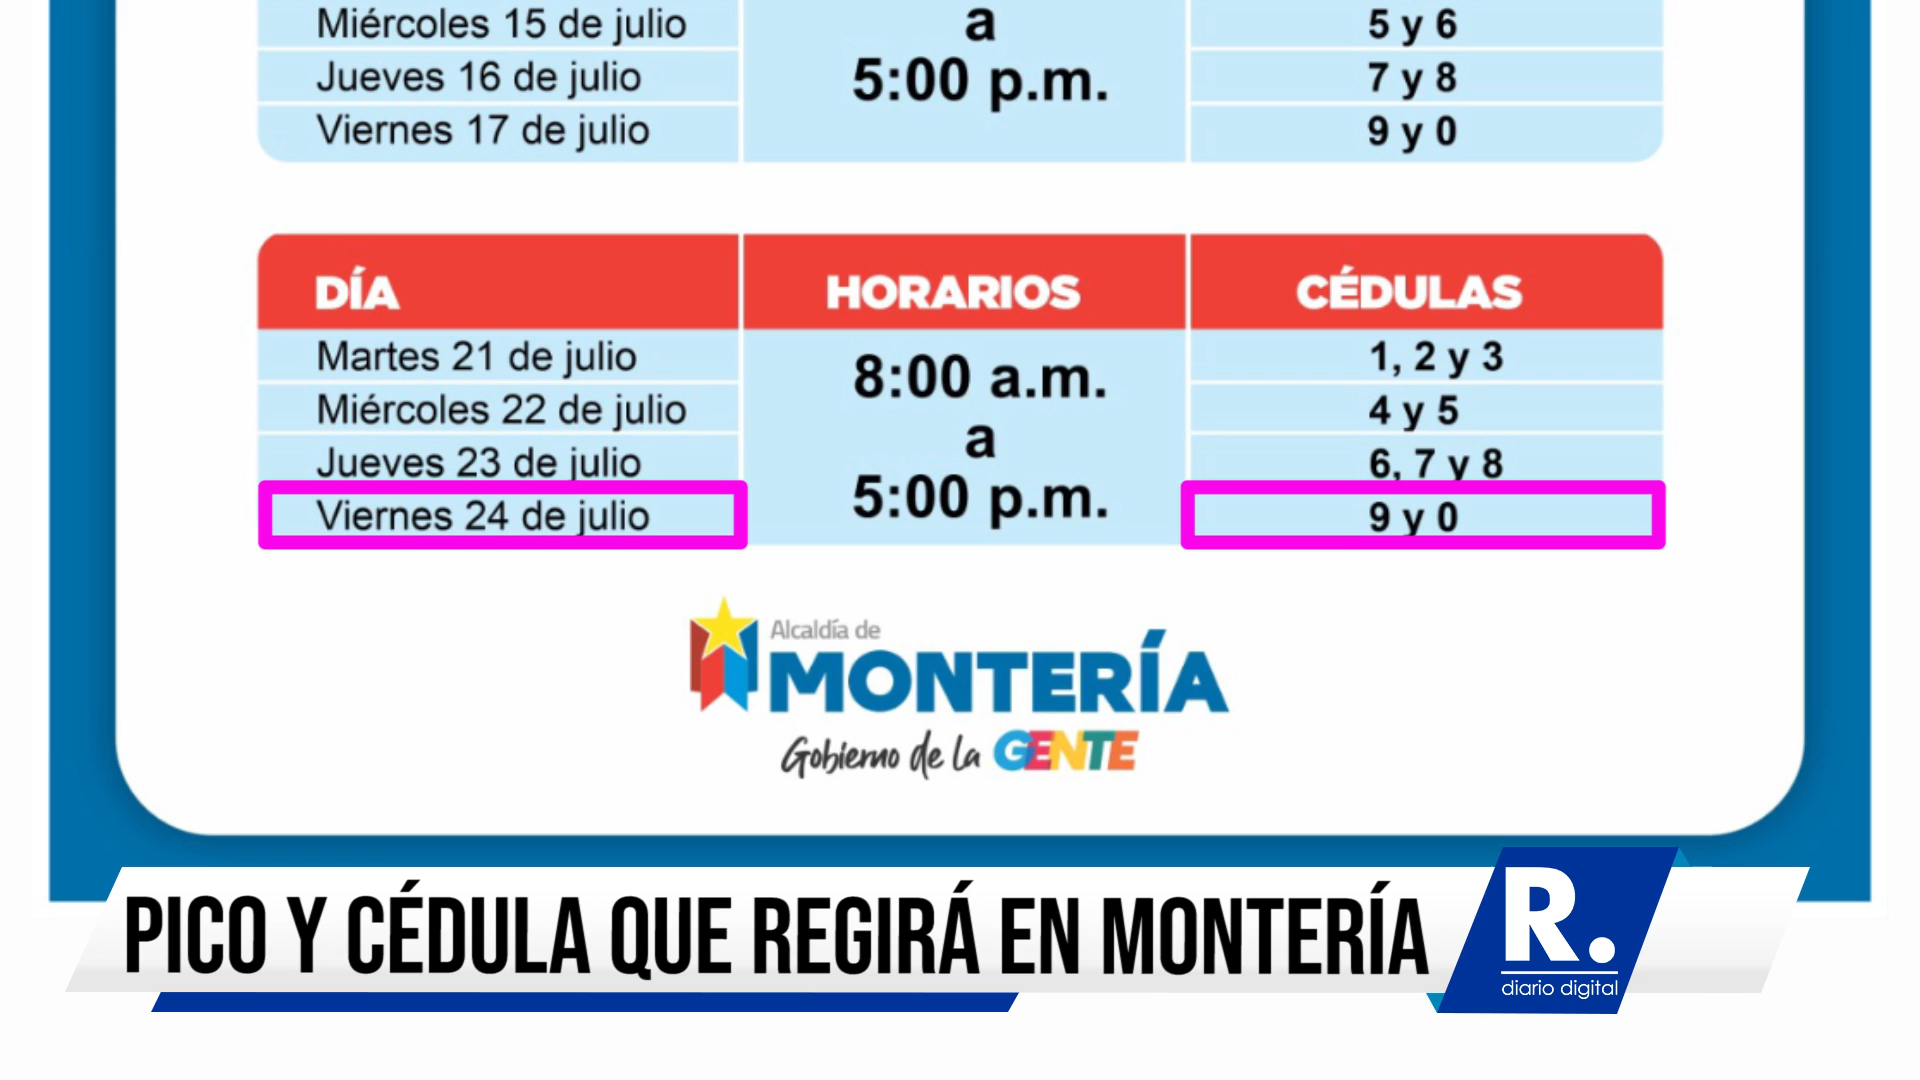 Miércoles 15 de julio a 5 y 6
Jueves 16 de julio 5:00 p.m. 7 y 8
Viernes 17 de julio 9 y 0
DÍA HORARIOS CÉDULAS
Martes 21 de julio 8:00 a.m. 1, 2 y 3
Miércoles 22 de julio a 4 y 5
Jueves 23 de julio 5:00 p.m. 6, 7 y 8
Viernes 24 de julio 9 y 0
Alcaldía de
MONTERÍA
Gobierno de la GENTE
PICO Y CÉDULA QUE REGIRÁ EN MONTERÍA
R.
diario digital